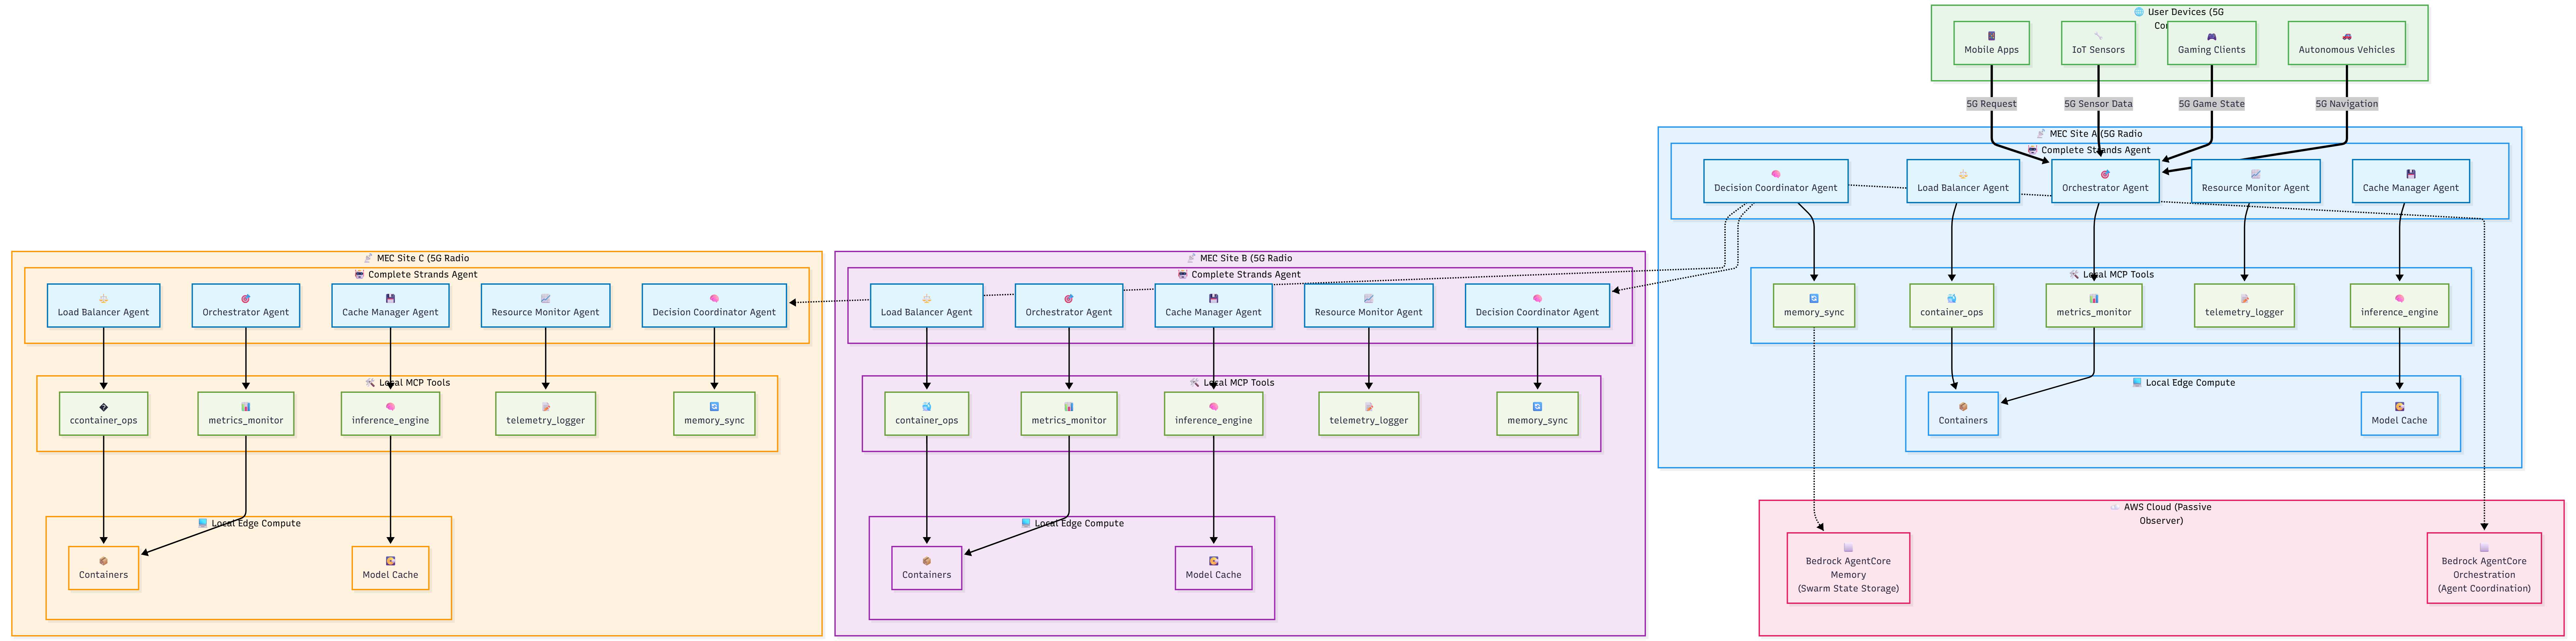 User Devices (5G
Co
Mobile Apps
IoT Sensors
Gaming Clients
Autonomous Vehicles
5G Request
5G Sensor Data
5G Game State
5G Navigation
MEC Site A (5G Radio
Complete Strands Agent
Decision Coordinator Agent
Load Balancer Agent
Orchestrator Agent
Resource Monitor Agent
Cache Manager Agent
Local MCP Tools
memory_sync
container_ops
metrics_monitor
telemetry_logger
inference_engine
Local Edge Compute
Containers
Model Cache
MEC Site C (5G Radio
Complete Strands Agent
Load Balancer Agent
Orchestrator Agent
Cache Manager Agent
Resource Monitor Agent
Decision Coordinator Agent
Local MCP Tools
ccontainer_ops
metrics_monitor
inference_engine
telemetry_logger
memory_sync
Local Edge Compute
Containers
Model Cache
MEC Site B (5G Radio
Complete Strands Agent
Load Balancer Agent
Orchestrator Agent
Cache Manager Agent
Resource Monitor Agent
Decision Coordinator Agent
Local MCP Tools
container_ops
metrics_monitor
inference_engine
telemetry_logger
memory_sync
Local Edge Compute
Containers
Model Cache
AWS Cloud (Passive
Observer)
Bedrock AgentCore
Memory
(Swarm State Storage)
Bedrock AgentCore
Orchestration
(Agent Coordination)